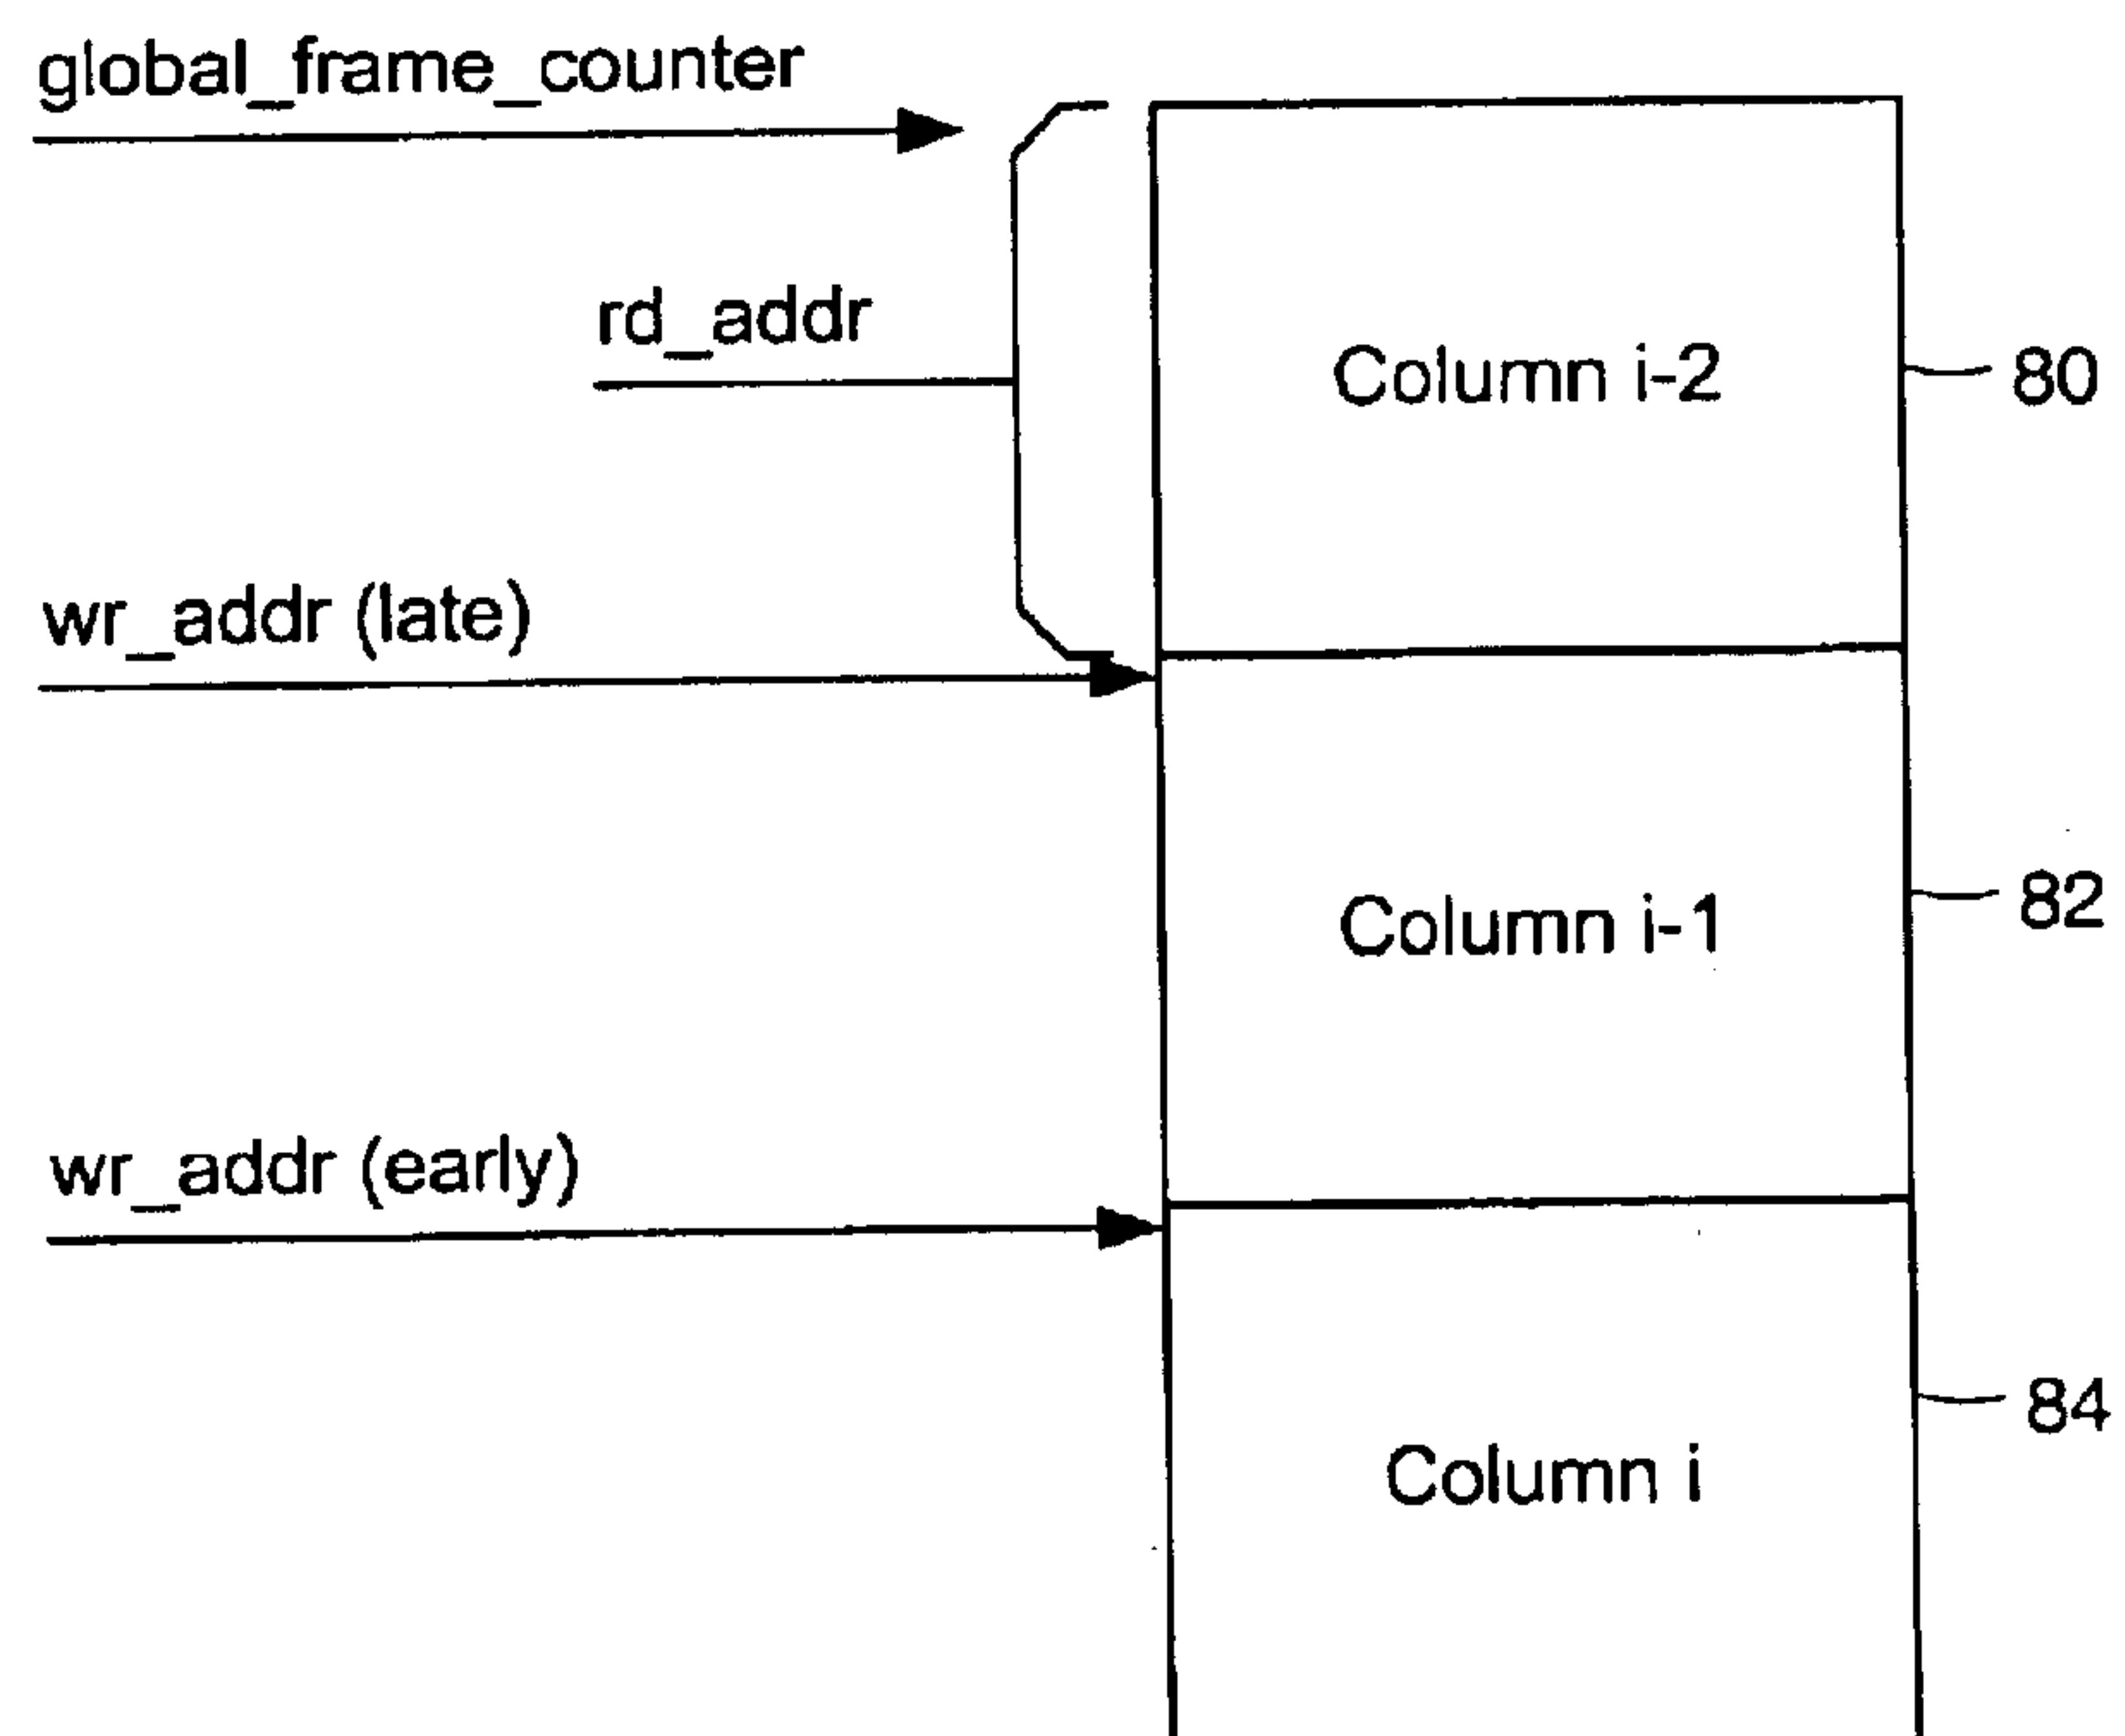 global_frame_counter
rd_addr
Column i-2
80
wr_addr (late)
Column i-1
82
wr_addr (early)
84
Column i